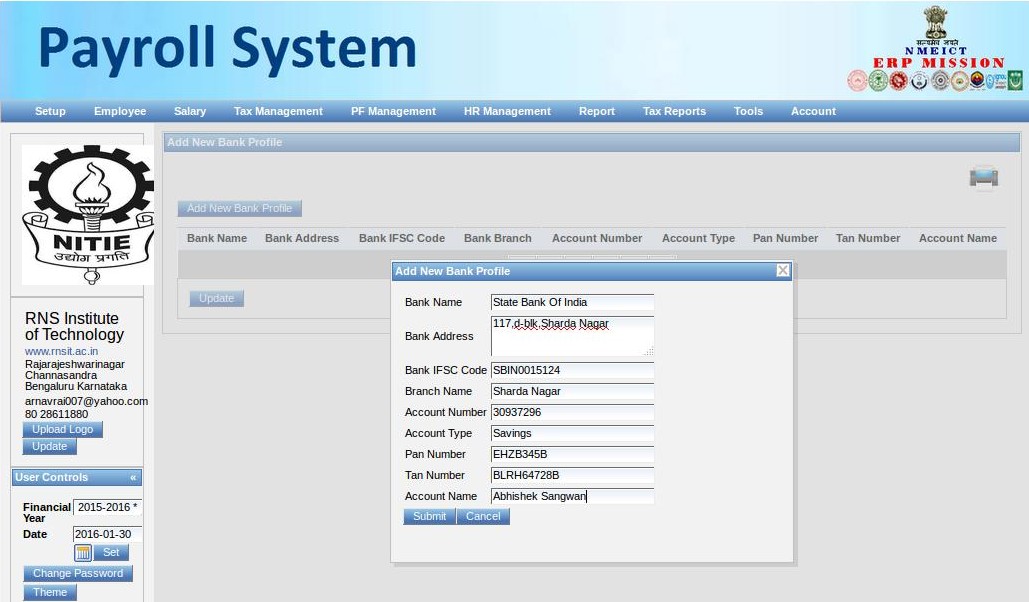 Payroll System
सत्यमेव जयते
NMEICT
ERP MISSION
Setup Employee Salary Tax Management PF Management HR Management Report Tax Reports Tools Account
NITIE
उद्योग प्रगति
RNS Institute
of Technology
www.rnsit.ac.in
Rajarajeshwarinagar
Channasandra
Bengaluru Karnataka
arnavrai007@yahoo.com
80 28611880
Upload Logo
Update
User Controls «
Financial Year 2015-2016 *
Date 2016-01-30
Set
Change Password
Theme
Add New Bank Profile
Add New Bank Profile
Bank Name Bank Address Bank IFSC Code Bank Branch Account Number Account Type Pan Number Tan Number Account Name
Update
Add New Bank Profile
Bank Name State Bank Of India
Bank Address 117,d-blk,Sharda Nagar
Bank IFSC Code SBIN0015124
Branch Name Sharda Nagar
Account Number 30937296
Account Type Savings
Pan Number EHZB345B
Tan Number BLRH64728B
Account Name Abhishek Sangwan
Submit Cancel